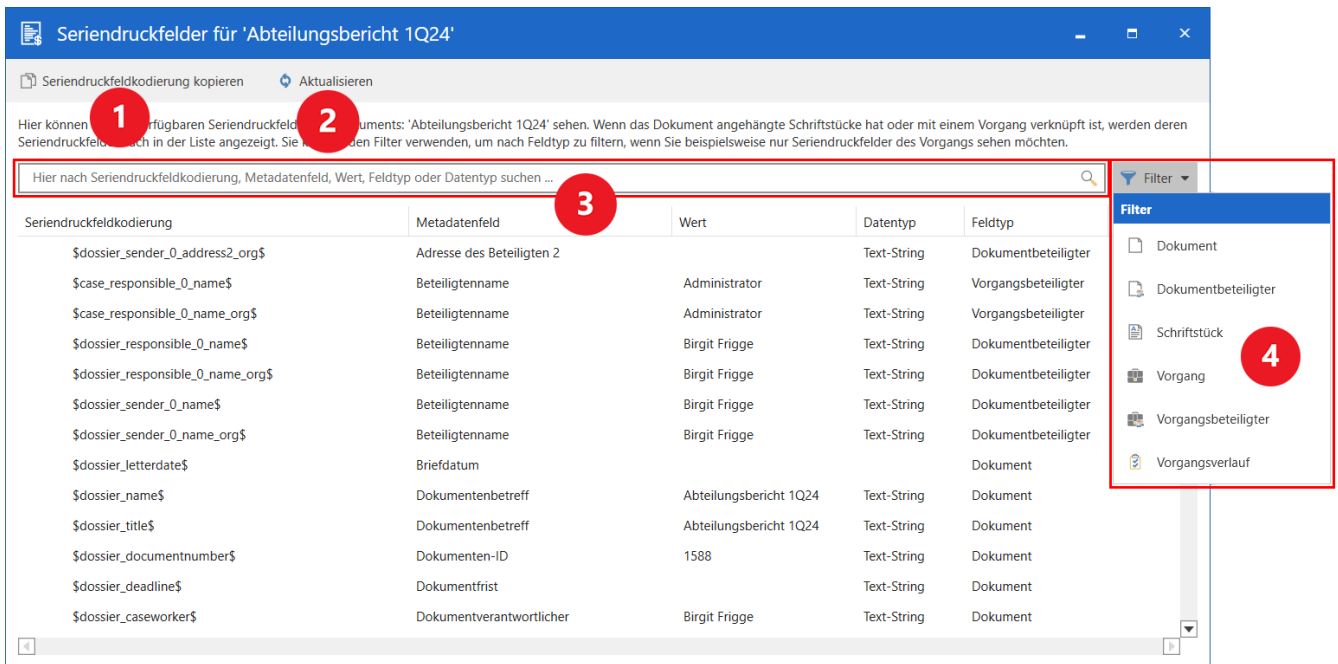 Seriendruckfelder für 'Abteilungsbericht 1Q24'
Seriendruckfeldkodierung kopieren Aktualisieren
1 2
Hier können rfügbaren Seriendruckfeld uments: 'Abteilungsbericht 1Q24' sehen. Wenn das Dokument angehängte Schriftstücke hat oder mit einem Vorgang verknüpft ist, werden deren
Seriendruckfeld ch in der Liste angezeigt. Sie k den Filter verwenden, um nach Feldtyp zu filtern, wenn Sie beispielsweise nur Seriendruckfelder des Vorgangs sehen möchten.
Hier nach Seriendruckfeldkodierung, Metadatenfeld, Wert, Feldtyp oder Datentyp suchen ... Filter
3
Seriendruckfeldkodierung Metadatenfeld Wert Datentyp Feldtyp
$dossier_sender_0_address2_org$ Adresse des Beteiligten 2 Text-String Dokumentbeteiligter
$case_responsible_0_name$ Beteiligtenname Administrator Text-String Vorgangsbeteiligter
$case_responsible_0_name_org$ Beteiligtenname Administrator Text-String Vorgangsbeteiligter
$dossier_responsible_0_name$ Beteiligtenname Birgit Frigge Text-String Dokumentbeteiligter
$dossier_responsible_0_name_org$ Beteiligtenname Birgit Frigge Text-String Dokumentbeteiligter
$dossier_sender_0_name$ Beteiligtenname Birgit Frigge Text-String Dokumentbeteiligter
$dossier_sender_0_name_org$ Beteiligtenname Birgit Frigge Text-String Dokumentbeteiligter
$dossier_letterdate$ Briefdatum Dokument
$dossier_name$ Dokumentenbetreff Abteilungsbericht 1Q24 Text-String Dokument
$dossier_title$ Dokumentenbetreff Abteilungsbericht 1Q24 Text-String Dokument
$dossier_documentnumber$ Dokumenten-ID 1588 Text-String Dokument
$dossier_deadline$ Dokumentfrist Text-String Dokument
$dossier_caseworker$ Dokumentverantwortlicher Birgit Frigge Text-String Dokument
Filter
Dokument
Dokumentbeteiligter
Schriftstück
4
Vorgang
Vorgangsbeteiligter
Vorgangsverlauf